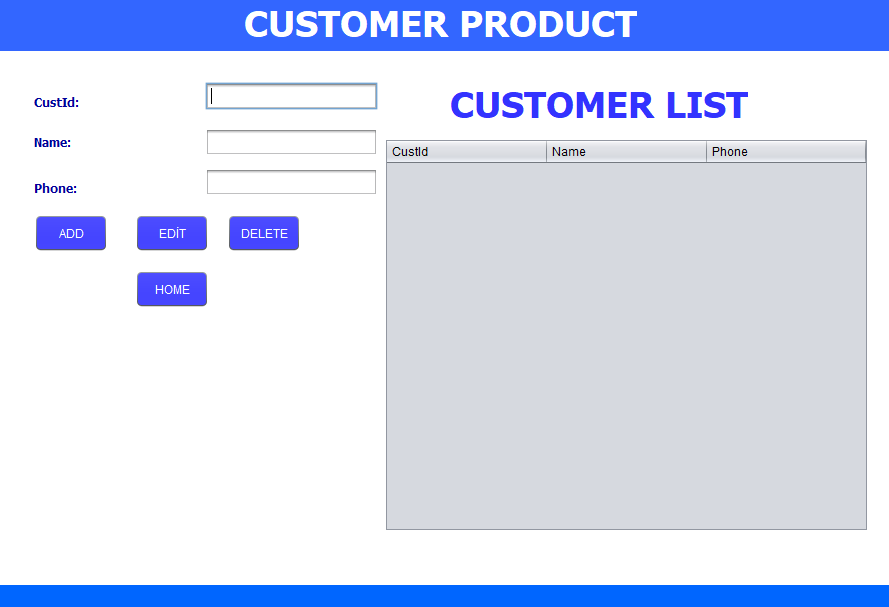 CUSTOMER PRODUCT
CustId:
Name:
Phone:
ADD
EDİT
DELETE
HOME
CUSTOMER LIST
CustId Name Phone